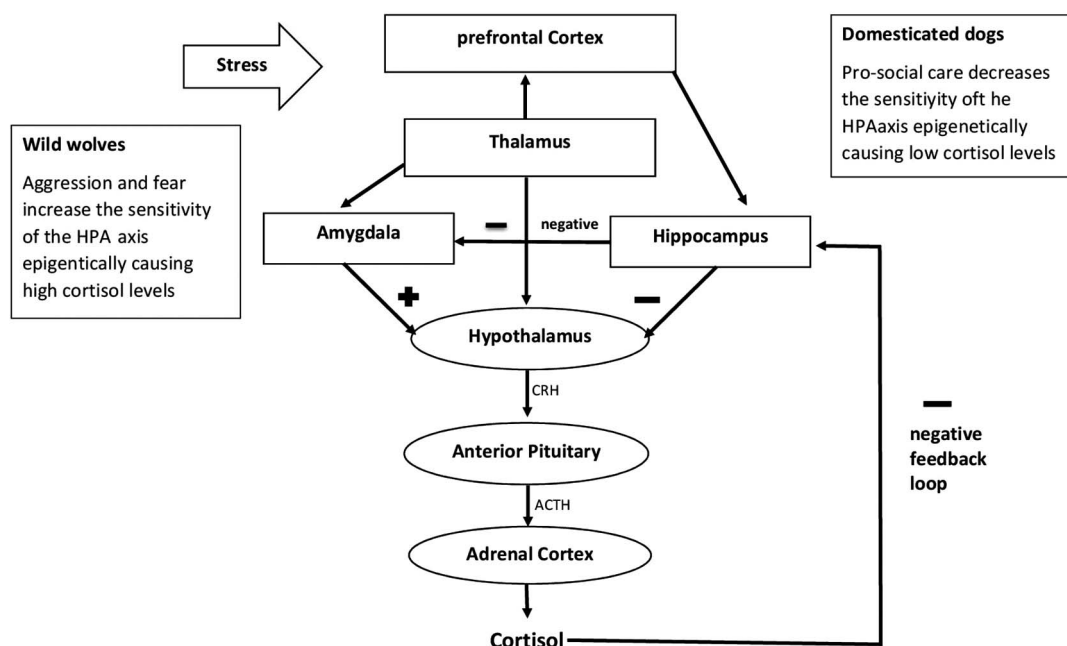 prefrontal Cortex
Stress
Domesticated dogs
Pro-social care decreases
the sensitiyity oft he
HPAaxis epigenetically
causing low cortisol levels
Wild wolves
Aggression and fear
increase the sensitivity
of the HPA axis
epigentically causing
high cortisol levels
Thalamus
Amygdala
−
negative
Hippocampus
+
−
Hypothalamus
CRH
Anterior Pituitary
ACTH
Adrenal Cortex
Cortisol
−
negative
feedback
loop